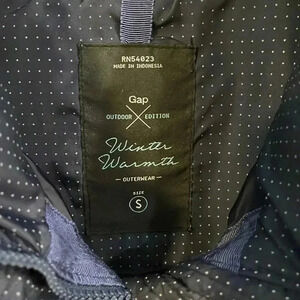 RN54023
MADE IN INDONESIA
Gap
OUTDOOR EDITION
Winter
Warmth
— OUTERWEAR —
SIZE
S